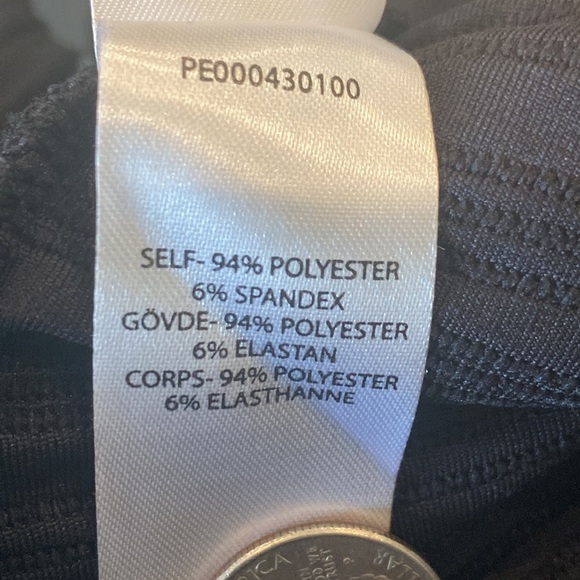 PE000430100
SELF- 94% POLYESTER
6% SPANDEX
GÖVDE- 94% POLYESTER
6% ELASTAN
CORPS- 94% POLYESTER
6% ELASTHANNE